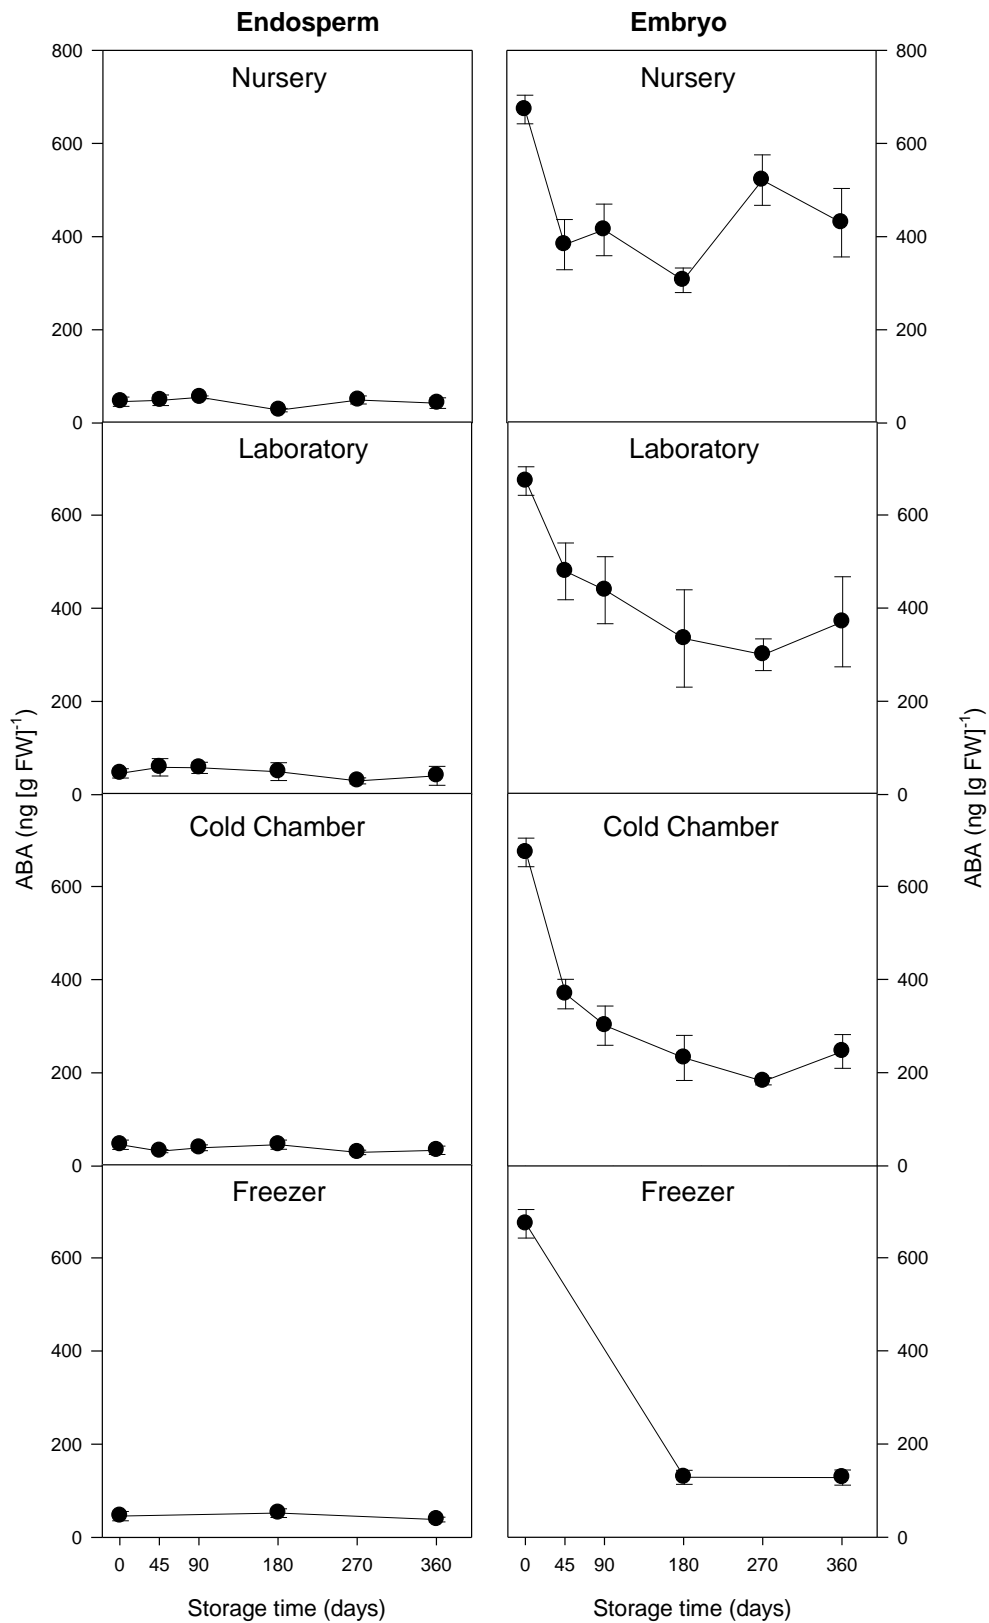 Endosperm Embryo
Nursery Nursery
800 800
600 600
400 400
200 200
0 0
Laboratory Laboratory
600 600
400 400
200 200
0 0
ABA (ng [g FW]-1) ABA (ng [g FW]-1)
Cold Chamber Cold Chamber
600 600
400 400
200 200
0 0
Freezer Freezer
600 600
400 400
200 200
0 0
0 45 90 180 270 360 0 45 90 180 270 360
Storage time (days) Storage time (days)